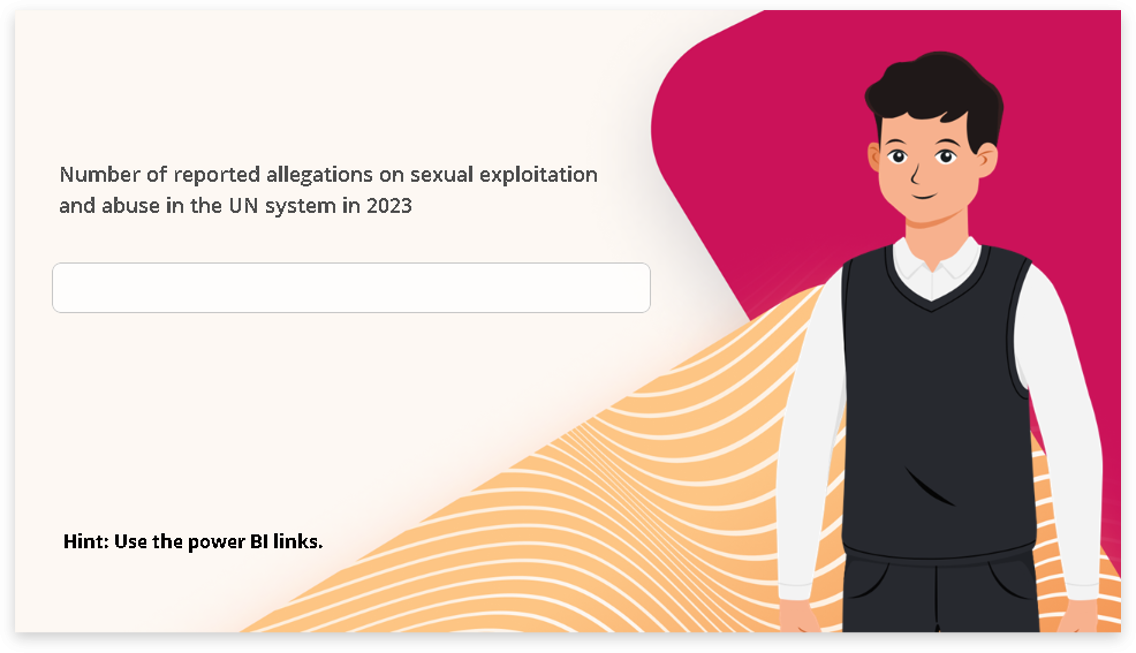 Number of reported allegations on sexual exploitation
and abuse in the UN system in 2023
Hint: Use the power BI links.